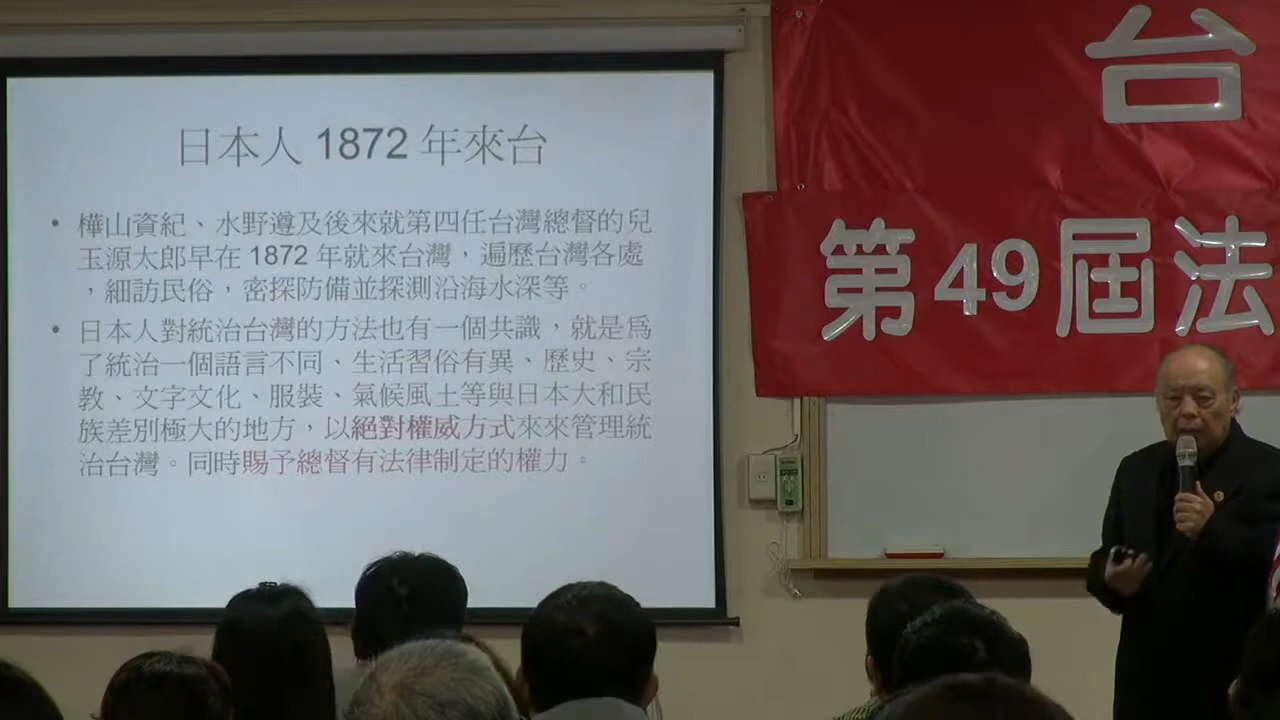 日本人 1872 年來台
• 樺山資紀、水野遵及後來就第四任台灣總督的兒
玉源太郎早在 1872 年就來台灣，遍歷台灣各處
，細訪民俗，密探防備並探測沿海水深等。
• 日本人對統治台灣的方法也有一個共識，就是為
了統治一個語言不同、生活習俗有異、歷史、宗
教、文字文化、服裝、氣候風土等與日本大和民
族差別極大的地方，以絕對權威方式來來管理統
治台灣。同時賜予總督有法律制定的權力。
台
第49屆法